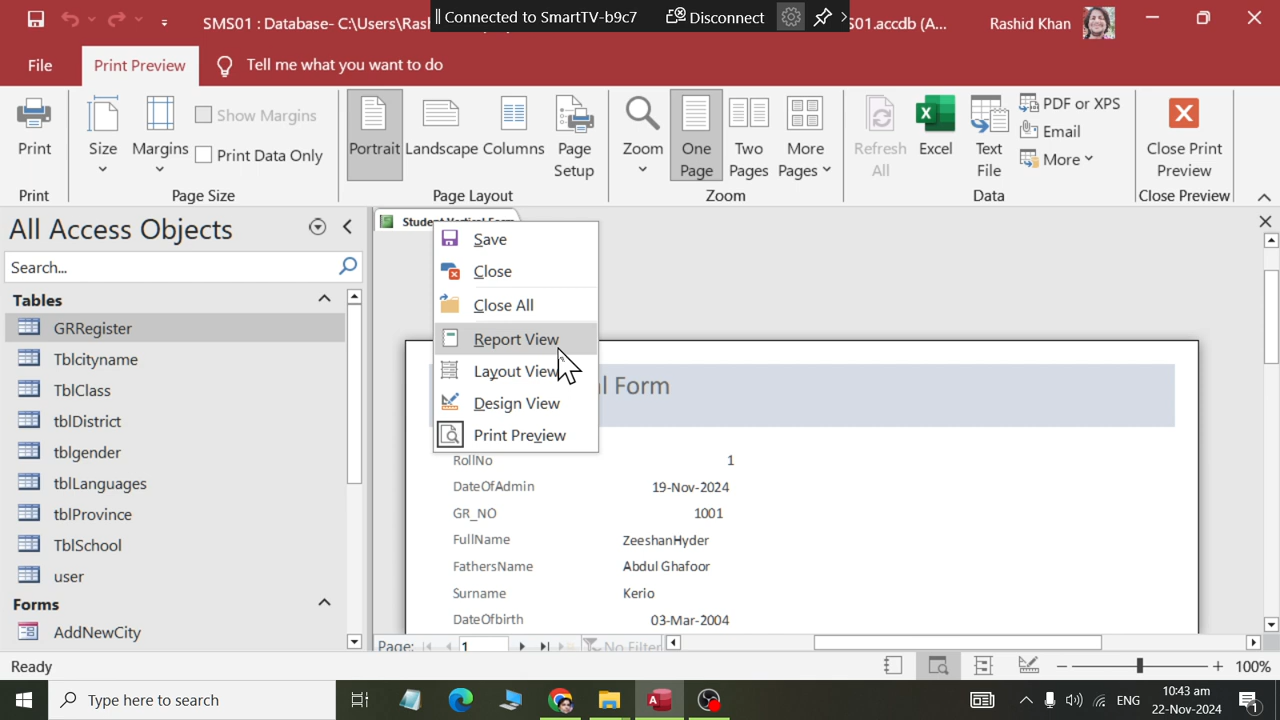 SMS01 : Database- C:\Users\Ras
Connected to SmartTV-b9c7
Disconnect
S01.accdb (A...
Rashid Khan
File
Print Preview
Tell me what you want to do
Print
Size
Margins
Show Margins
Print Data Only
Portrait
Landscape
Columns
Page Setup
Zoom
One Page
Two Pages
More Pages
Refresh All
Excel
Text File
PDF or XPS
Email
More
Close Print Preview
Print
Page Size
Page Layout
Zoom
Data
Close Preview
All Access Objects
Search...
Tables
GRRegister
Tblcityname
TblClass
tblDistrict
tblgender
tblLanguages
tblProvince
TblSchool
user
Forms
AddNewCity
Student Vertical Form
Save
Close
Close All
Report View
Layout View
Design View
Print Preview
l Form
RollNo 1
DateOfAdmin 19-Nov-2024
GR_NO 1001
FullName ZeeshanHyder
FathersName Abdul Ghafoor
Surname Kerio
DateOfbirth 03-Mar-2004
Page: 1 No Filter
Ready
100%
Type here to search
ENG
10:43 am
22-Nov-2024
1